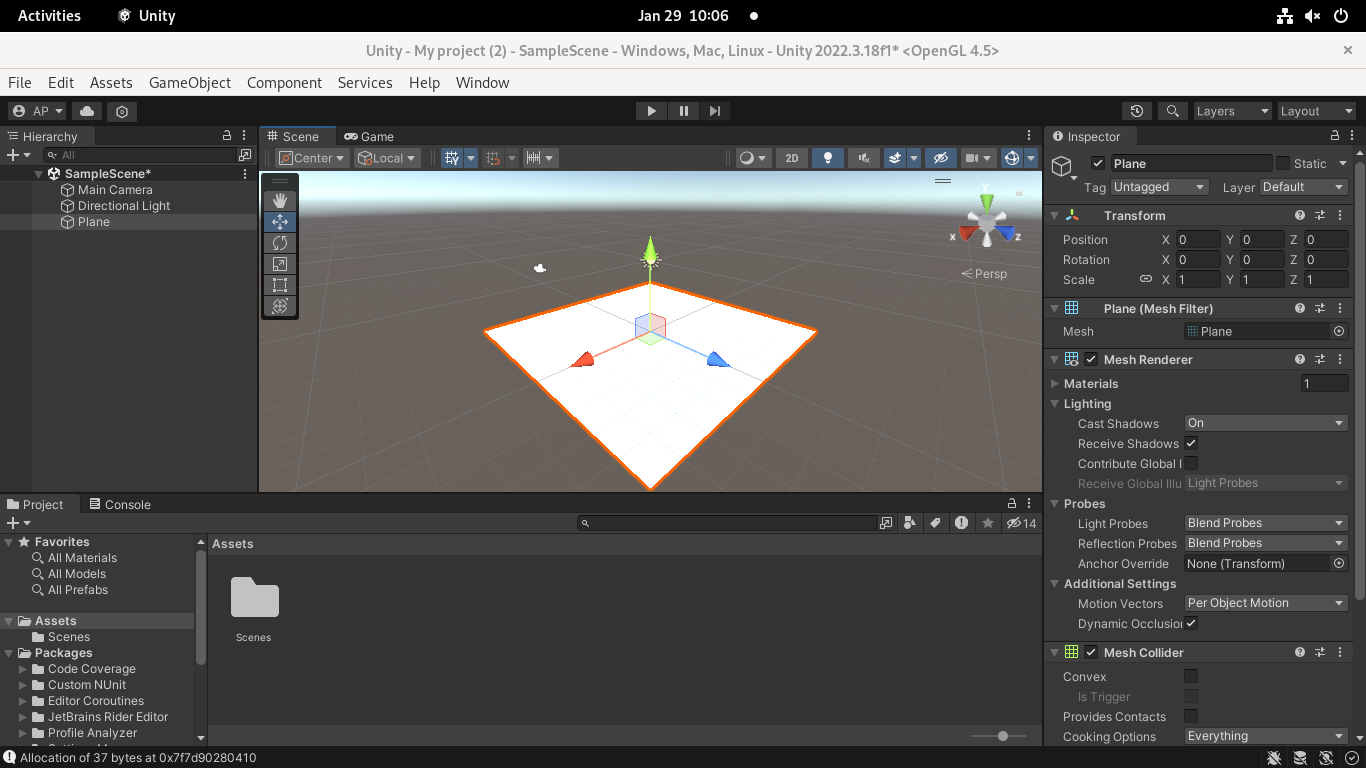 Activities Unity Jan 29 10:06
Unity - My project (2) - SampleScene - Windows, Mac, Linux - Unity 2022.3.18f1* <OpenGL 4.5>
File Edit Assets GameObject Component Services Help Window
AP Layers Layout
Hierarchy
All
SampleScene*
Main Camera
Directional Light
Plane
Scene Game
Center Local 2D
y
x z
Persp
Inspector
Plane Static
Tag Untagged Layer Default
Transform
Position X 0 Y 0 Z 0
Rotation X 0 Y 0 Z 0
Scale X 1 Y 1 Z 1
Plane (Mesh Filter)
Mesh Plane
Mesh Renderer
Materials 1
Lighting
Cast Shadows On
Receive Shadows
Contribute Global I
Receive Global Illu Light Probes
Probes
Light Probes Blend Probes
Reflection Probes Blend Probes
Anchor Override None (Transform)
Additional Settings
Motion Vectors Per Object Motion
Dynamic Occlusion
Mesh Collider
Convex
Is Trigger
Provides Contacts
Cooking Options Everything
Project Console
14
Favorites
All Materials
All Models
All Prefabs
Assets
Scenes
Packages
Code Coverage
Custom NUnit
Editor Coroutines
JetBrains Rider Editor
Profile Analyzer
Assets
Scenes
Allocation of 37 bytes at 0x7f7d90280410